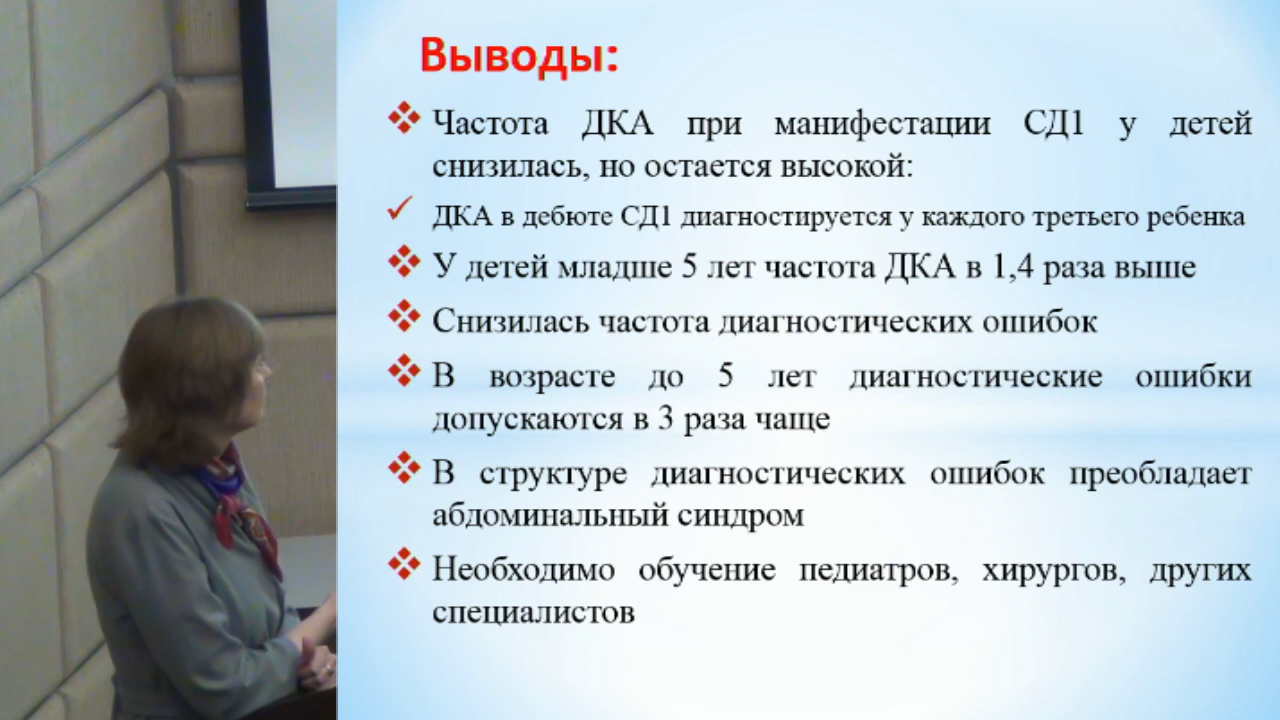 Выводы:
Частота ДКА при манифестации СД1 у детей
снизилась, но остается высокой:
ДКА в дебюте СД1 диагностируется у каждого третьего ребенка
У детей младше 5 лет частота ДКА в 1,4 раза выше
Снизилась частота диагностических ошибок
В возрасте до 5 лет диагностические ошибки
допускаются в 3 раза чаще
В структуре диагностических ошибок преобладает
абдоминальный синдром
Необходимо обучение педиатров, хирургов, других
специалистов